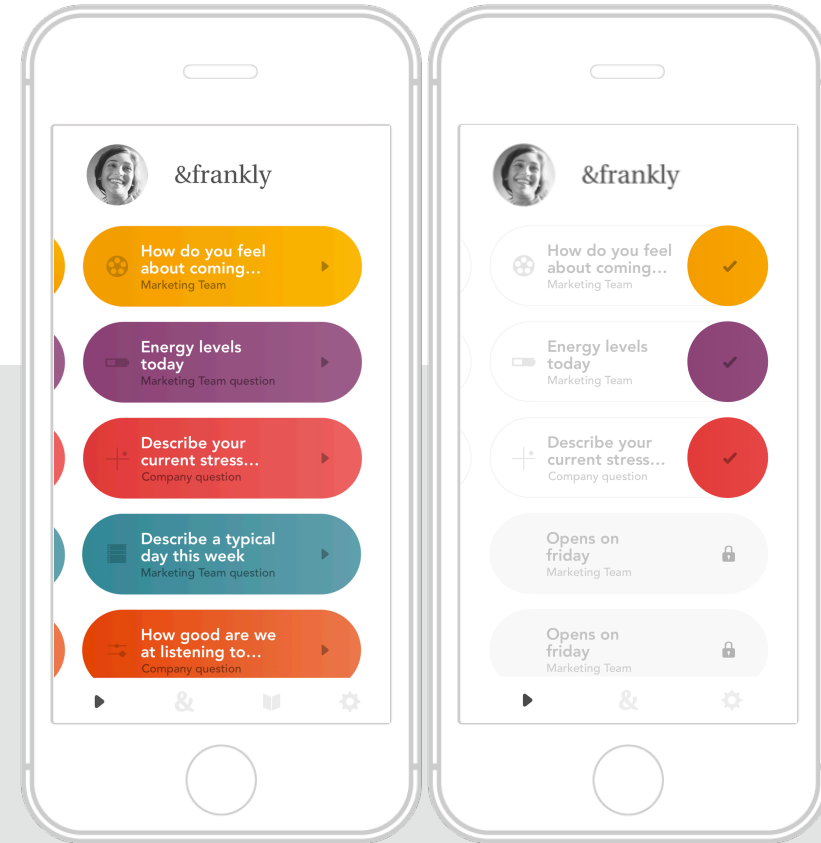 &frankly
How do you feel
about coming...
Marketing Team
Energy levels
today
Marketing Team question
Describe your
current stress...
Company question
Describe a typical
day this week
Marketing Team question
How good are we
at listening to...
Company question
&
&frankly
How do you feel
about coming...
Marketing Team
Energy levels
today
Marketing Team
Describe your
current stress...
Company question
Opens on
friday
Marketing Team
Opens on
friday
Marketing Team
&